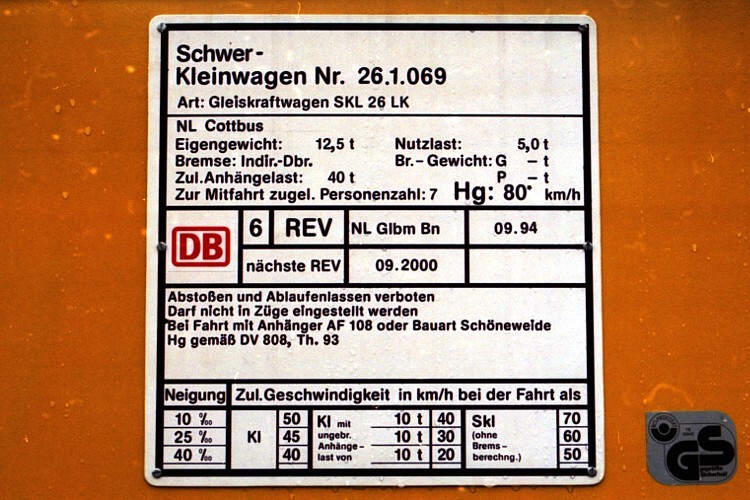 Schwer-
Kleinwagen Nr. 26.1.069
Art: Gleiskraftwagen SKL 26 LK
NL Cottbus
Eigengewicht: 12,5 t Nutzlast: 5,0 t
Bremse: Indir.-Dbr. Br.-Gewicht: G - t
Zul.Anhängelast: 40 t P - t
Zur Mitfahrt zugel. Personenzahl: 7 Hg: 80* km/h
DB 6 REV NL Glbm Bn 09.94
nächste REV 09.2000
Abstoßen und Ablaufenlassen verboten
Darf nicht in Züge eingestellt werden
Bei Fahrt mit Anhänger AF 108 oder Bauart Schöneweide
Hg gemäß DV 808, Th. 93
Neigung Zul.Geschwindigkeit in km/h bei der Fahrt als
10 ‰ 50 Kl mit 10 t 40 Skl 70
25 ‰ Kl 45 ungebr. 10 t 30 (ohne 60
Anhänge- Brems-
40 ‰ 40 last von 10 t 20 berechng.) 50
GS
geprüfte
Sicherheit